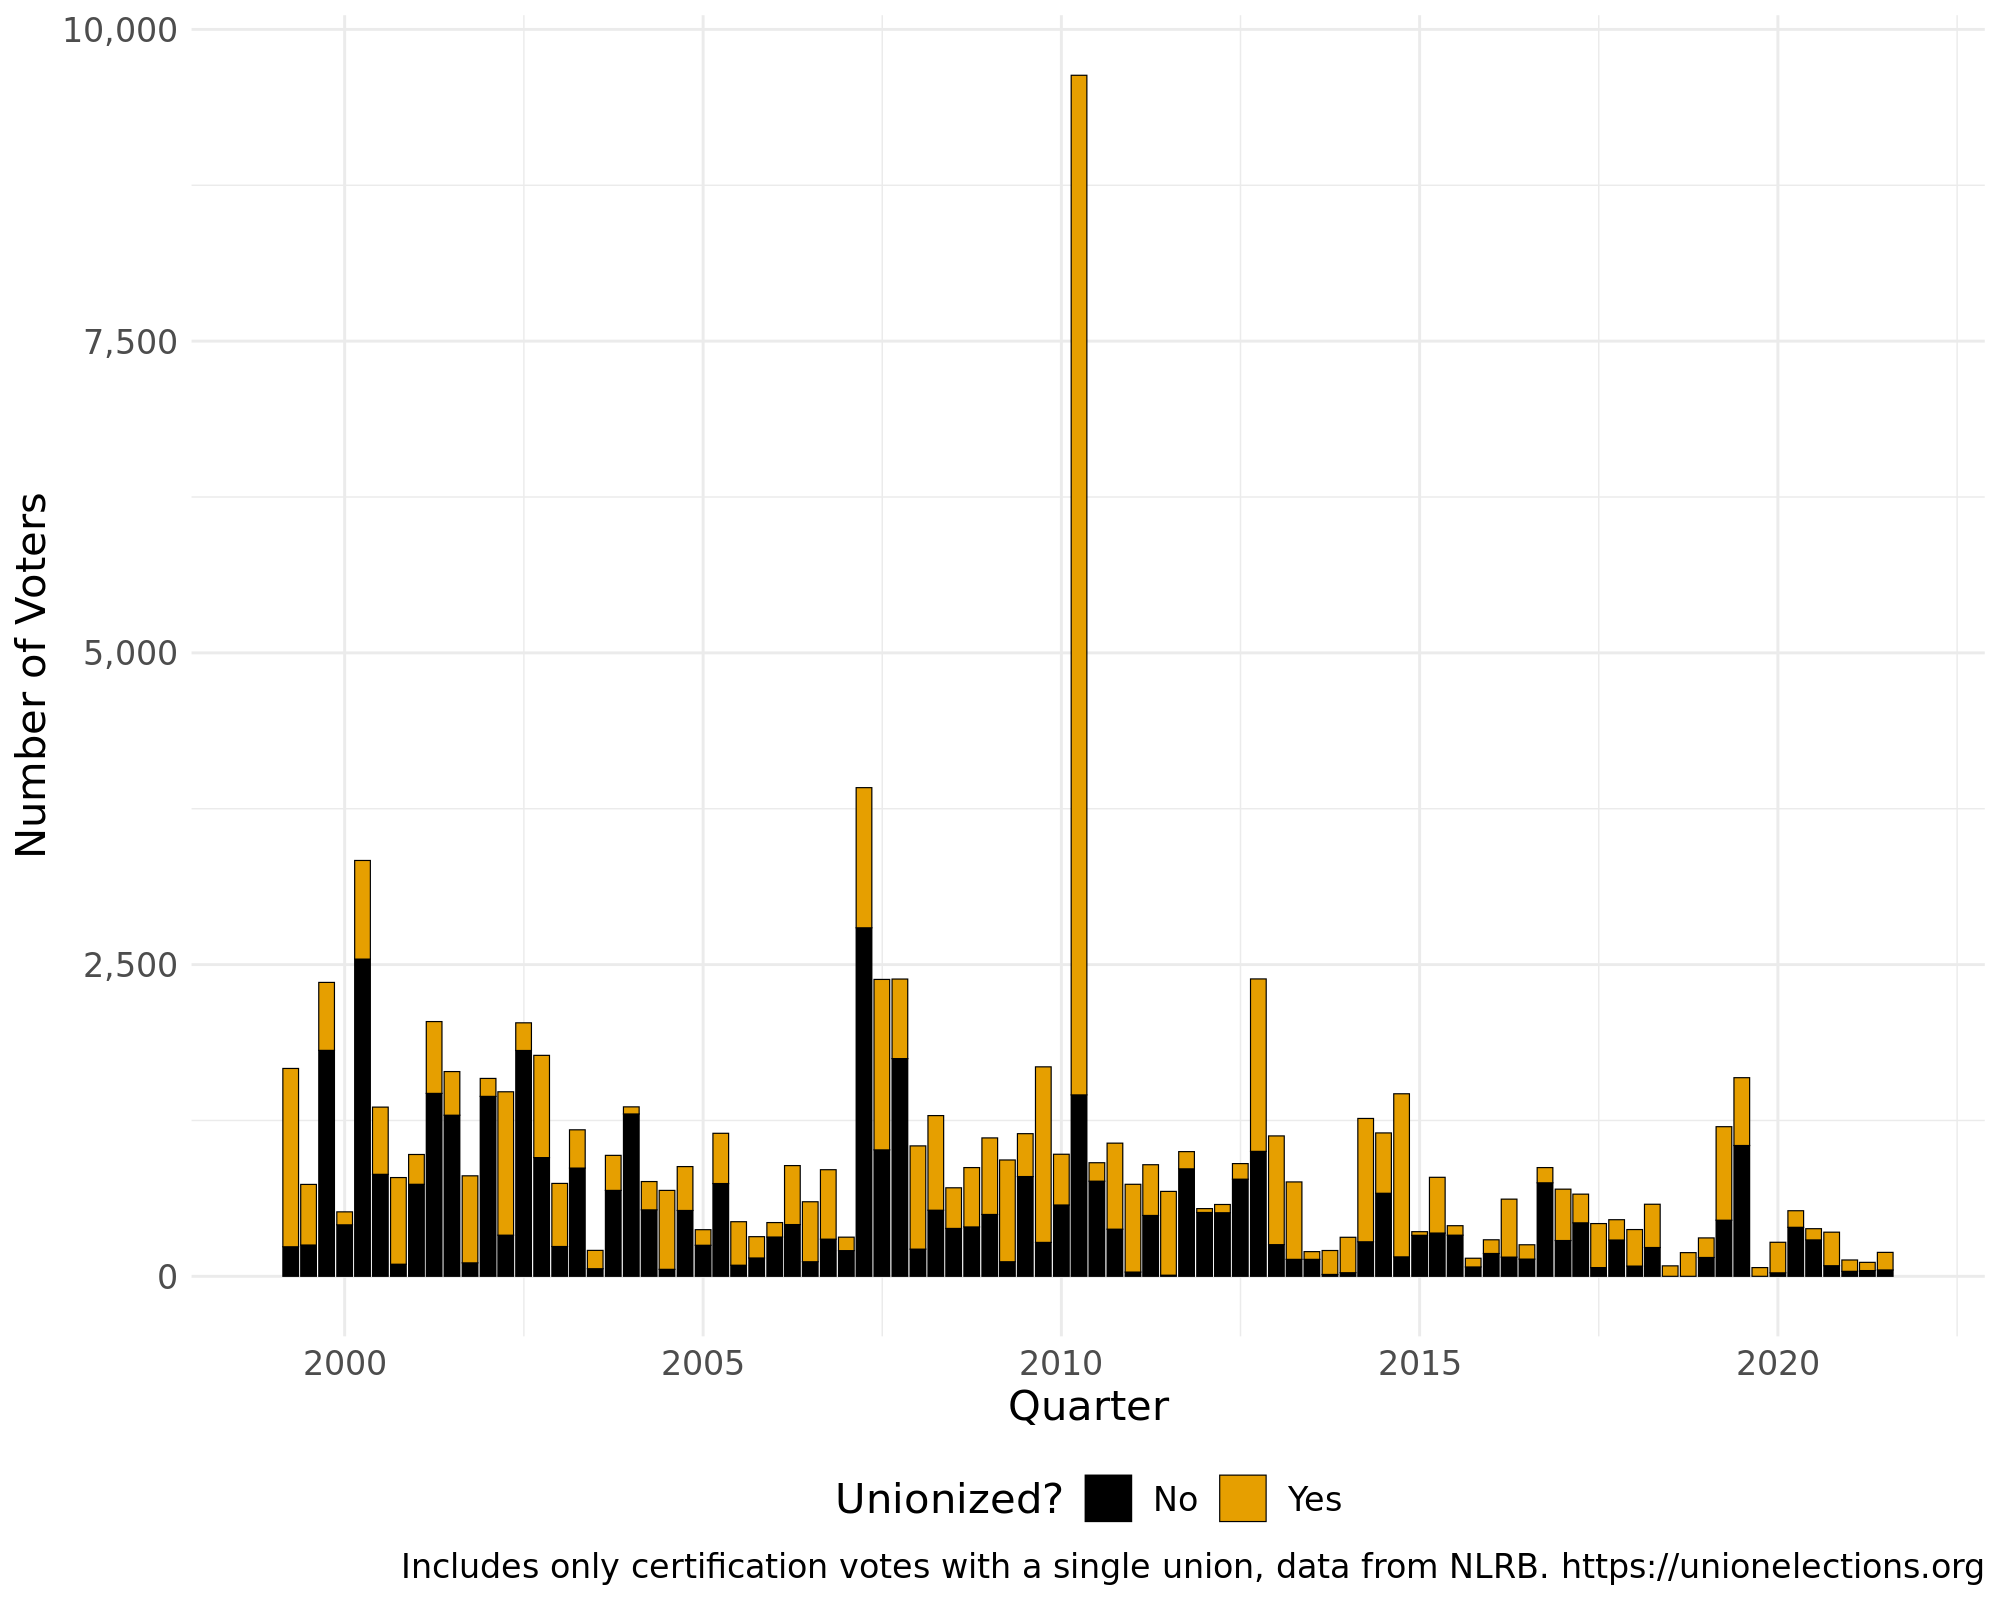 10,000
7,500
5,000
2,500
0
Number of Voters
2000 2005 2010 2015 2020
Quarter
Unionized? No Yes
Includes only certification votes with a single union, data from NLRB. https://unionelections.org